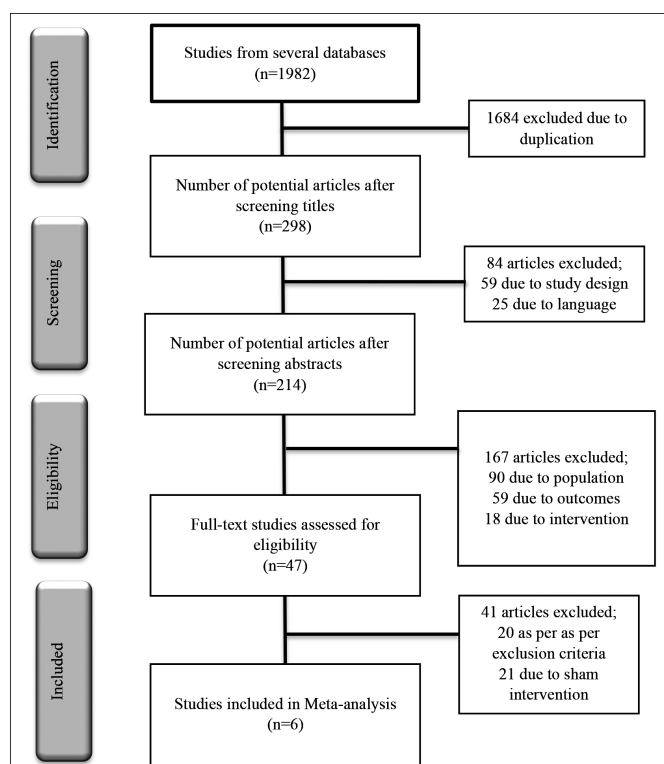 Identification
Studies from several databases
(n=1982)
1684 excluded due to
duplication
Number of potential articles after
screening titles
(n=298)
Screening
84 articles excluded;
59 due to study design
25 due to language
Number of potential articles after
screening abstracts
(n=214)
Eligibility
167 articles excluded;
90 due to population
59 due to outcomes
18 due to intervention
Full-text studies assessed for
eligibility
(n=47)
Included
41 articles excluded;
20 as per as per
exclusion criteria
21 due to sham
intervention
Studies included in Meta-analysis
(n=6)